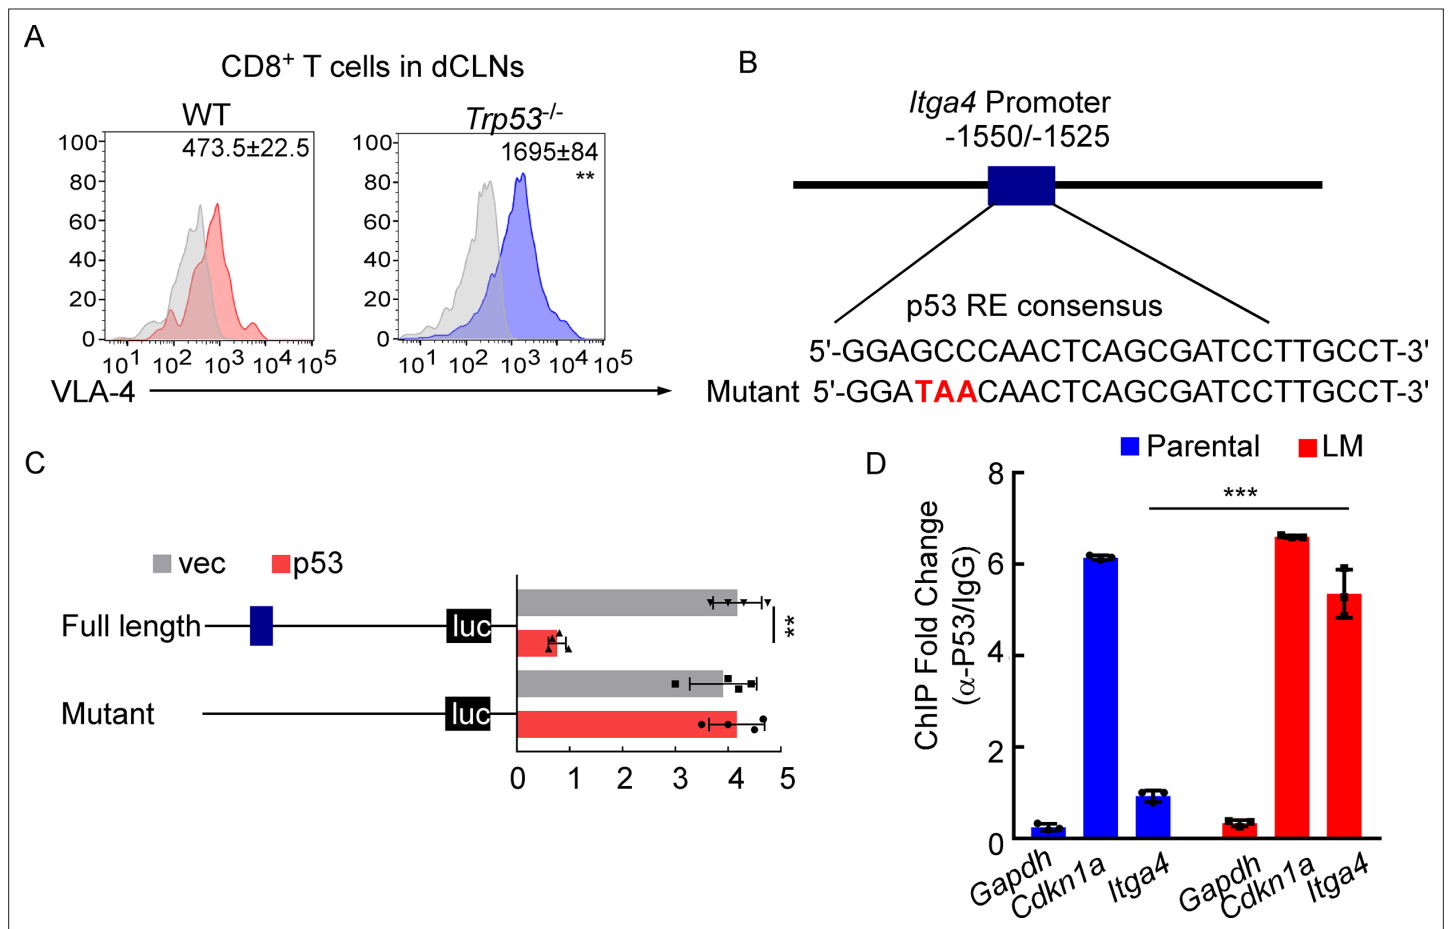 A
CD8+ T cells in dCLNs
WT
473.5±22.5
100
80
60
40
20
0
10¹ 10² 10³ 10⁴ 10⁵
Trp53-/-
1695±84
**
100
80
60
40
20
0
10¹ 10² 10³ 10⁴ 10⁵
VLA-4
B
Itga4 Promoter
-1550/-1525
p53 RE consensus
5'-GGAGCCCAACTCAGCGATCCTTGCCT-3'
Mutant 5'-GGATAACAACTCAGCGATCCTTGCCT-3'
C
vec p53
Full length luc
**
Mutant luc
0 1 2 3 4 5
D
Parental LM
***
ChIP Fold Change
(α-P53/IgG)
8
6
4
2
0
Gapdh Cdkn1a Itga4 Gapdh Cdkn1a Itga4